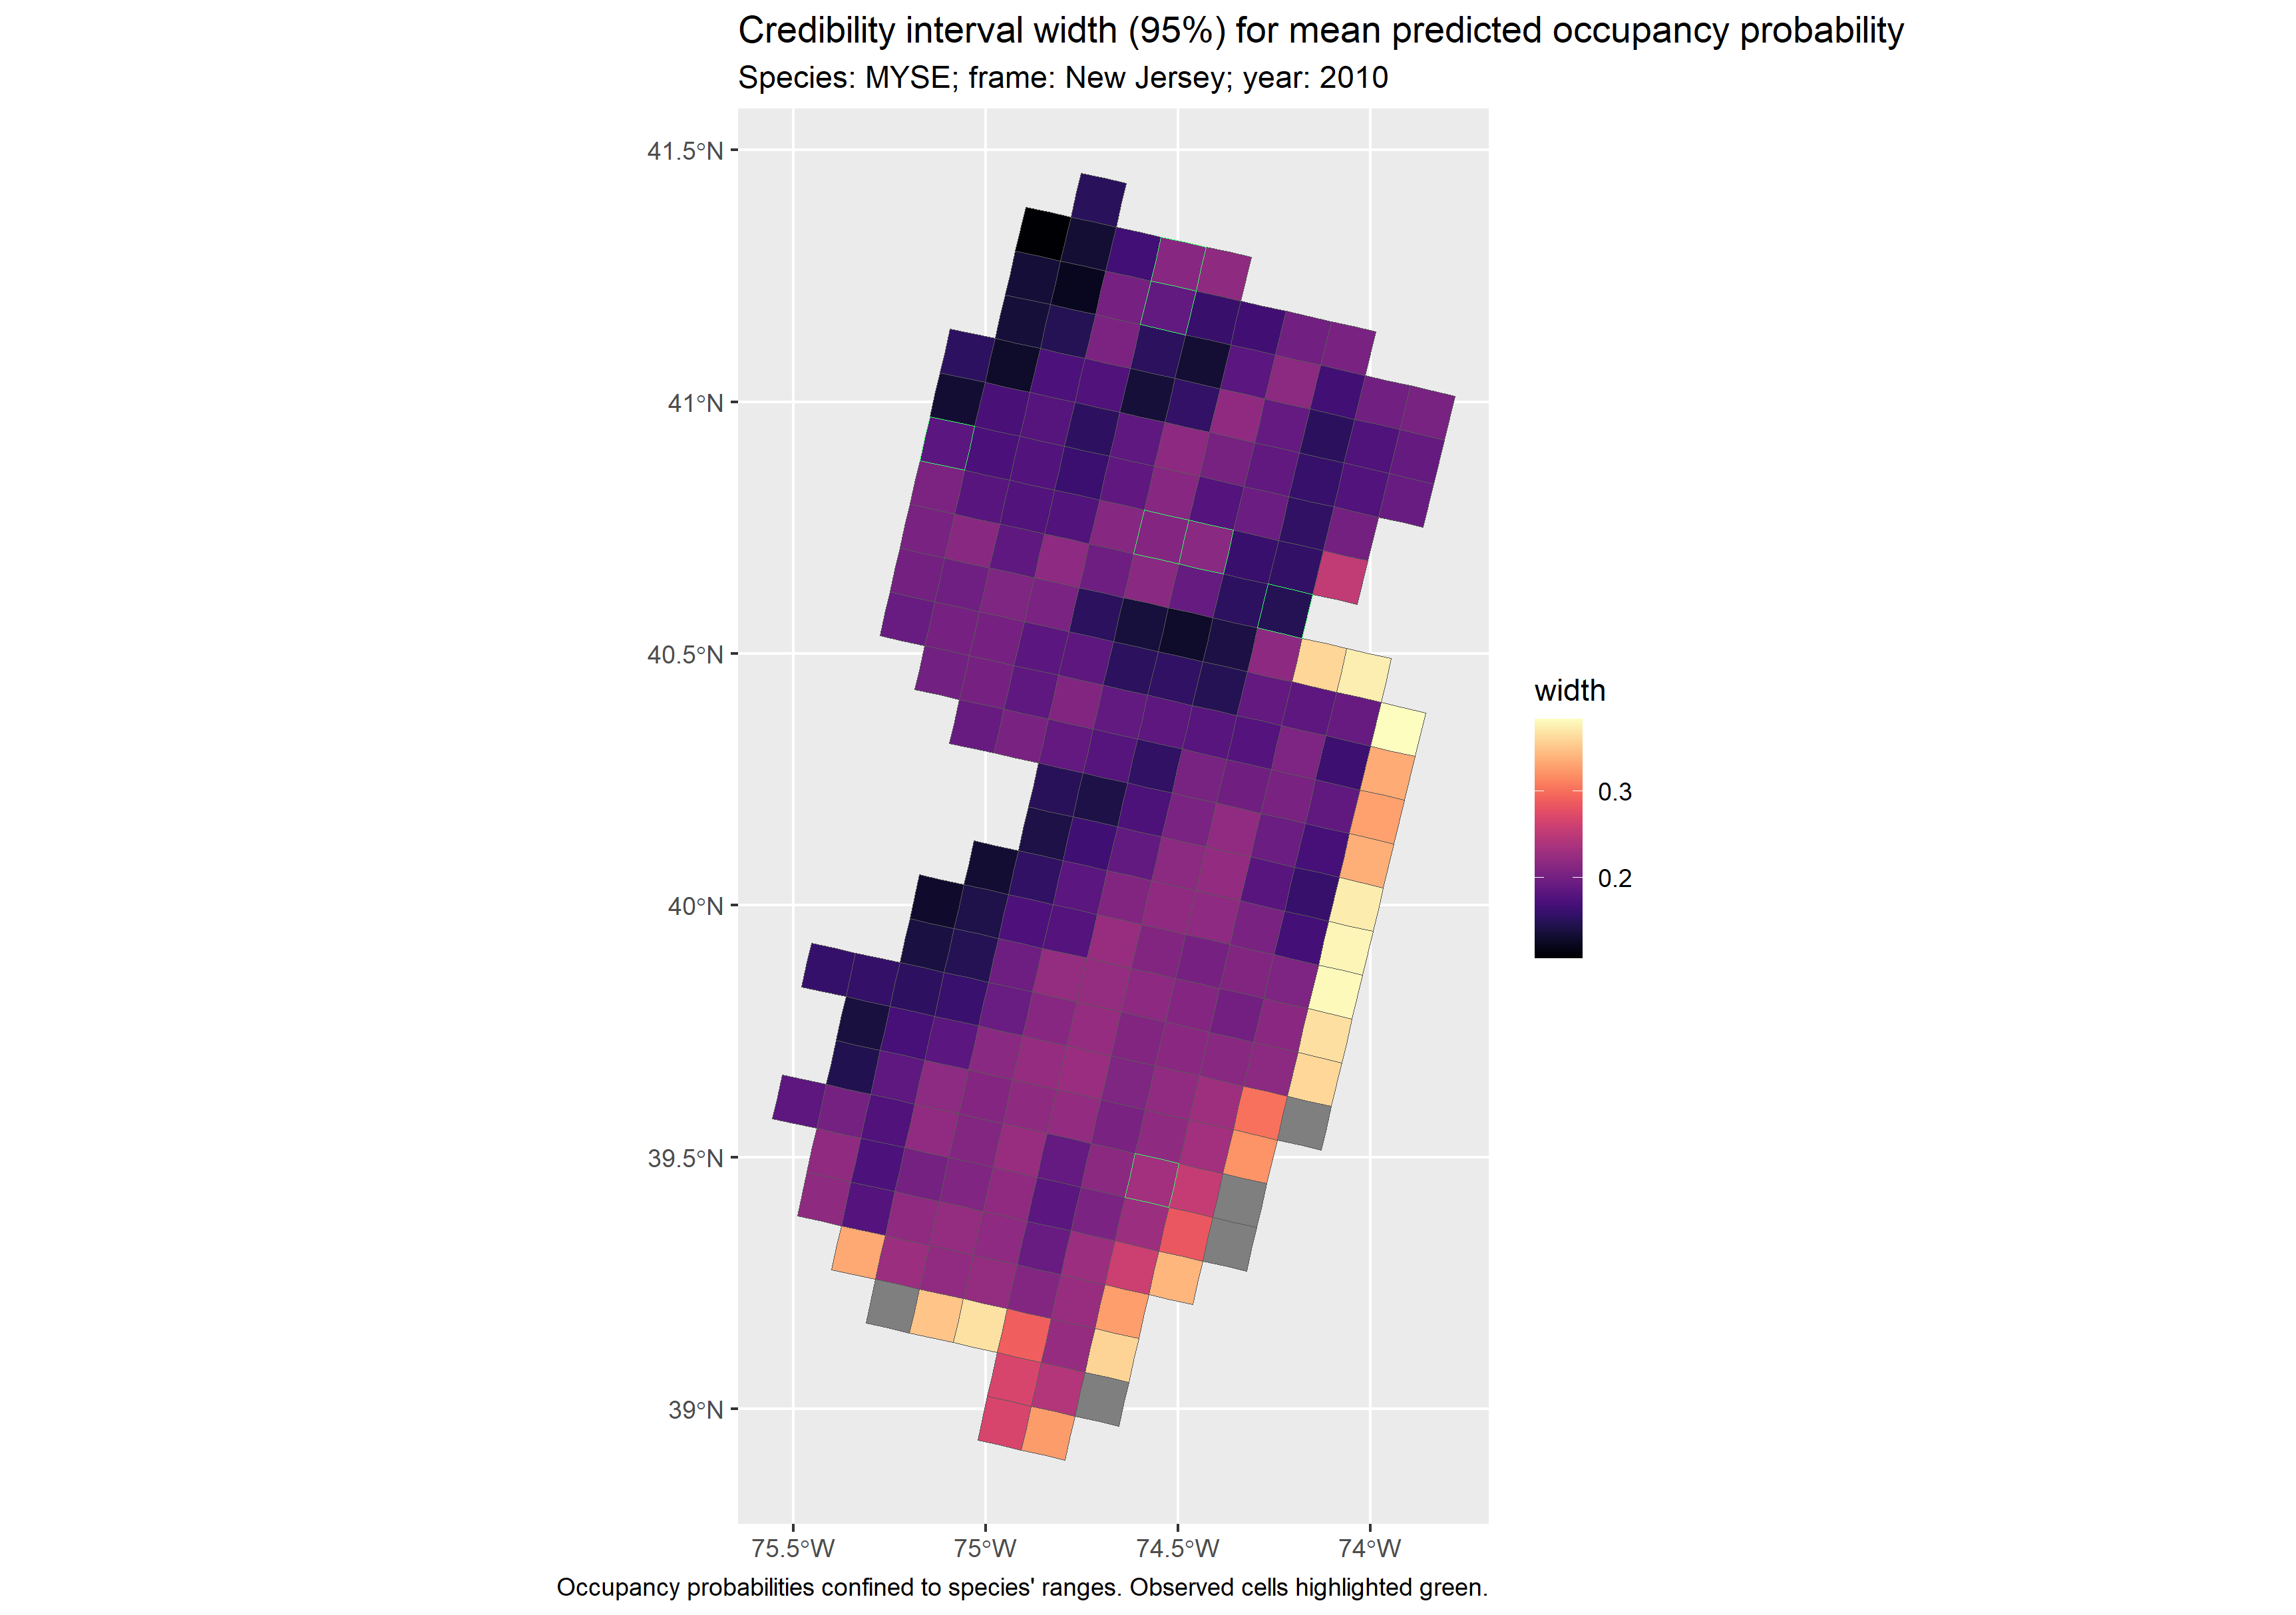 Credibility interval width (95%) for mean predicted occupancy probability
Species: MYSE; frame: New Jersey; year: 2010
41.5°N
41°N
40.5°N
40°N
39.5°N
39°N
75.5°W
75°W
74.5°W
74°W
width
0.3
0.2
Occupancy probabilities confined to species' ranges. Observed cells highlighted green.